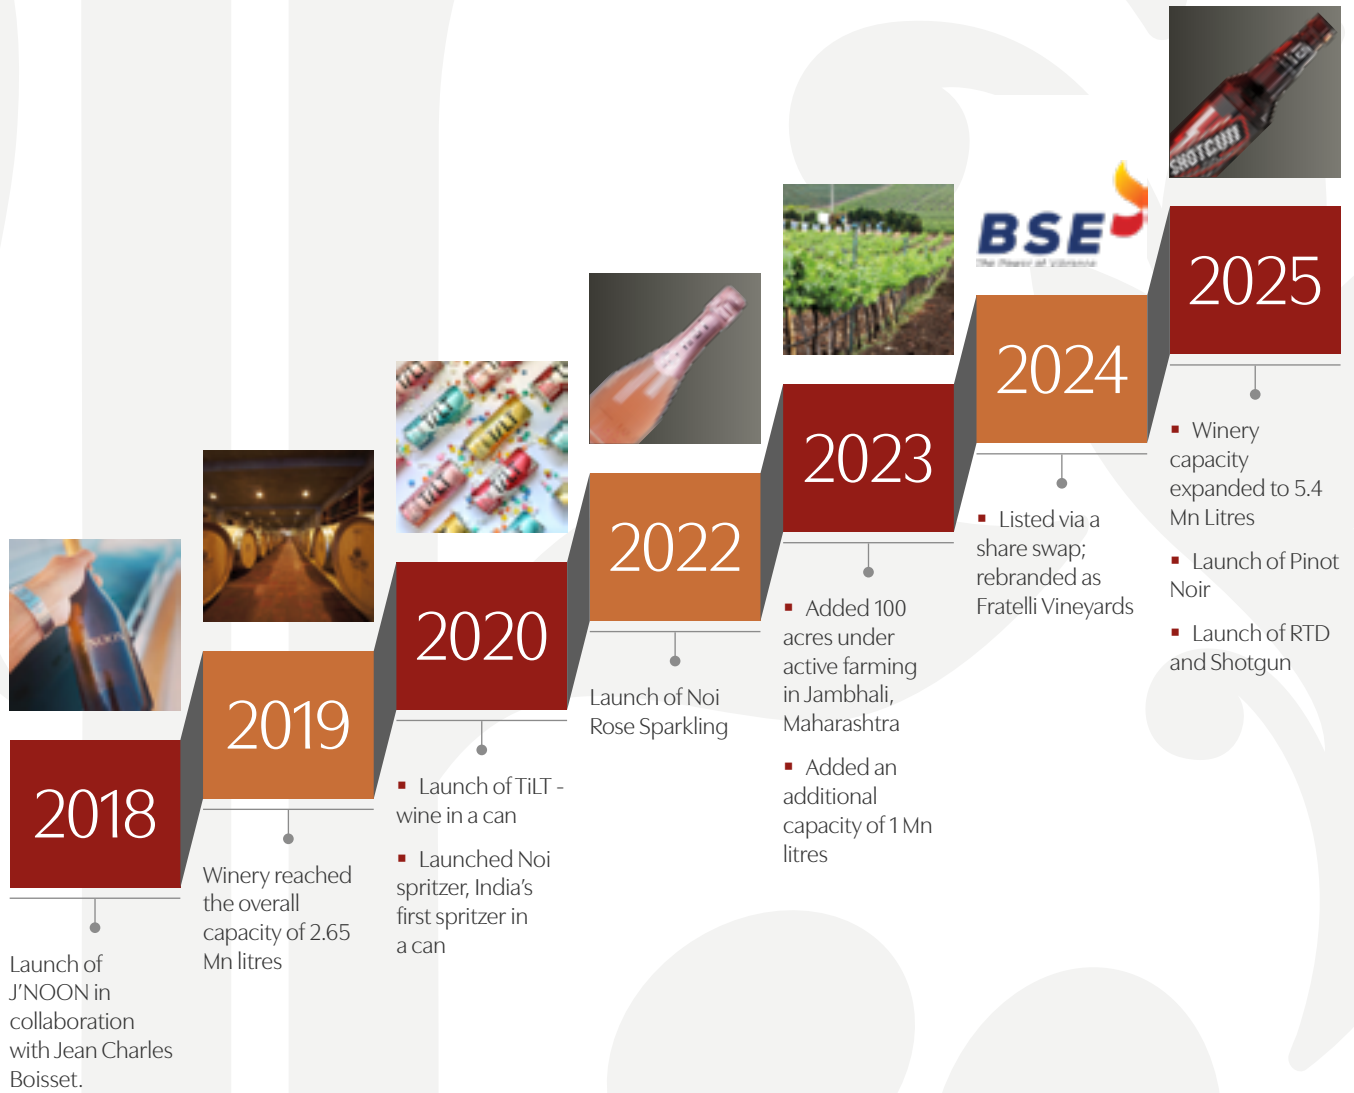 2018
Launch of
J'NOON in
collaboration
with Jean Charles
Boisset.
2019
Winery reached
the overall
capacity of 2.65
Mn litres
TiLT
2020
▪ Launch of TiLT -
wine in a can
▪ Launched Noi
spritzer, India's
first spritzer in
a can
2022
Launch of Noi
Rose Sparkling
2023
▪ Added 100
acres under
active farming
in Jambhali,
Maharashtra
▪ Added an
additional
capacity of 1 Mn
litres
BSE
2024
▪ Listed via a
share swap;
rebranded as
Fratelli Vineyards
SHOTGUN
2025
▪ Winery
capacity
expanded to 5.4
Mn Litres
▪ Launch of Pinot
Noir
▪ Launch of RTD
and Shotgun